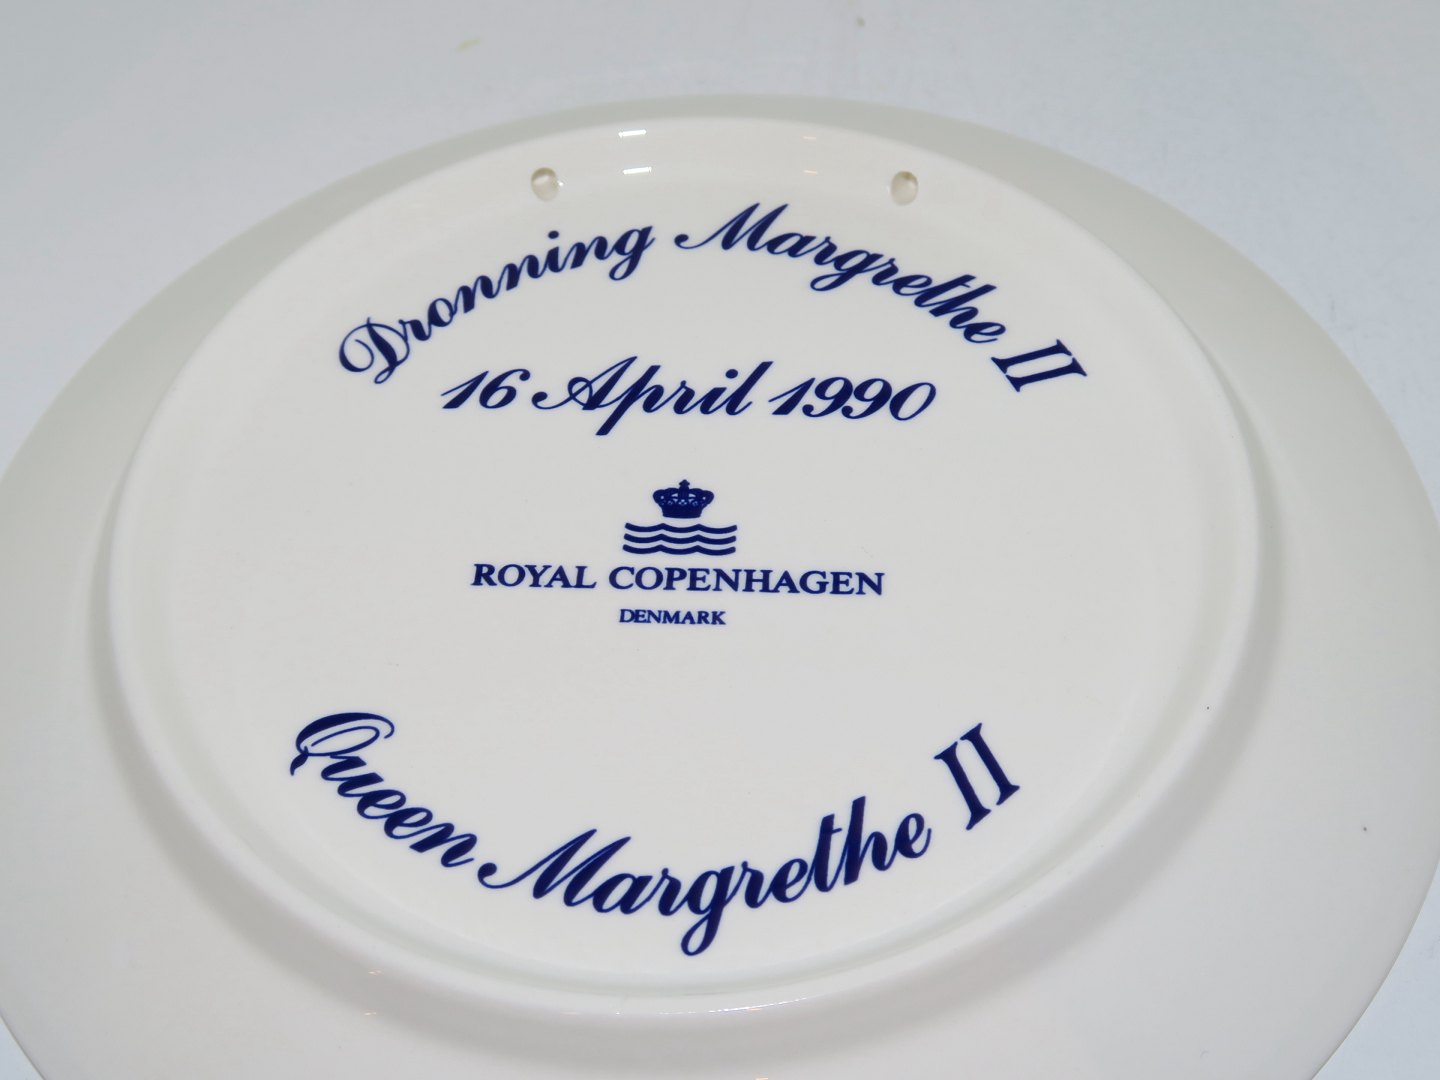 Dronning Margrethe II
16 April 1990
ROYAL COPENHAGEN
DENMARK
Queen Margrethe II